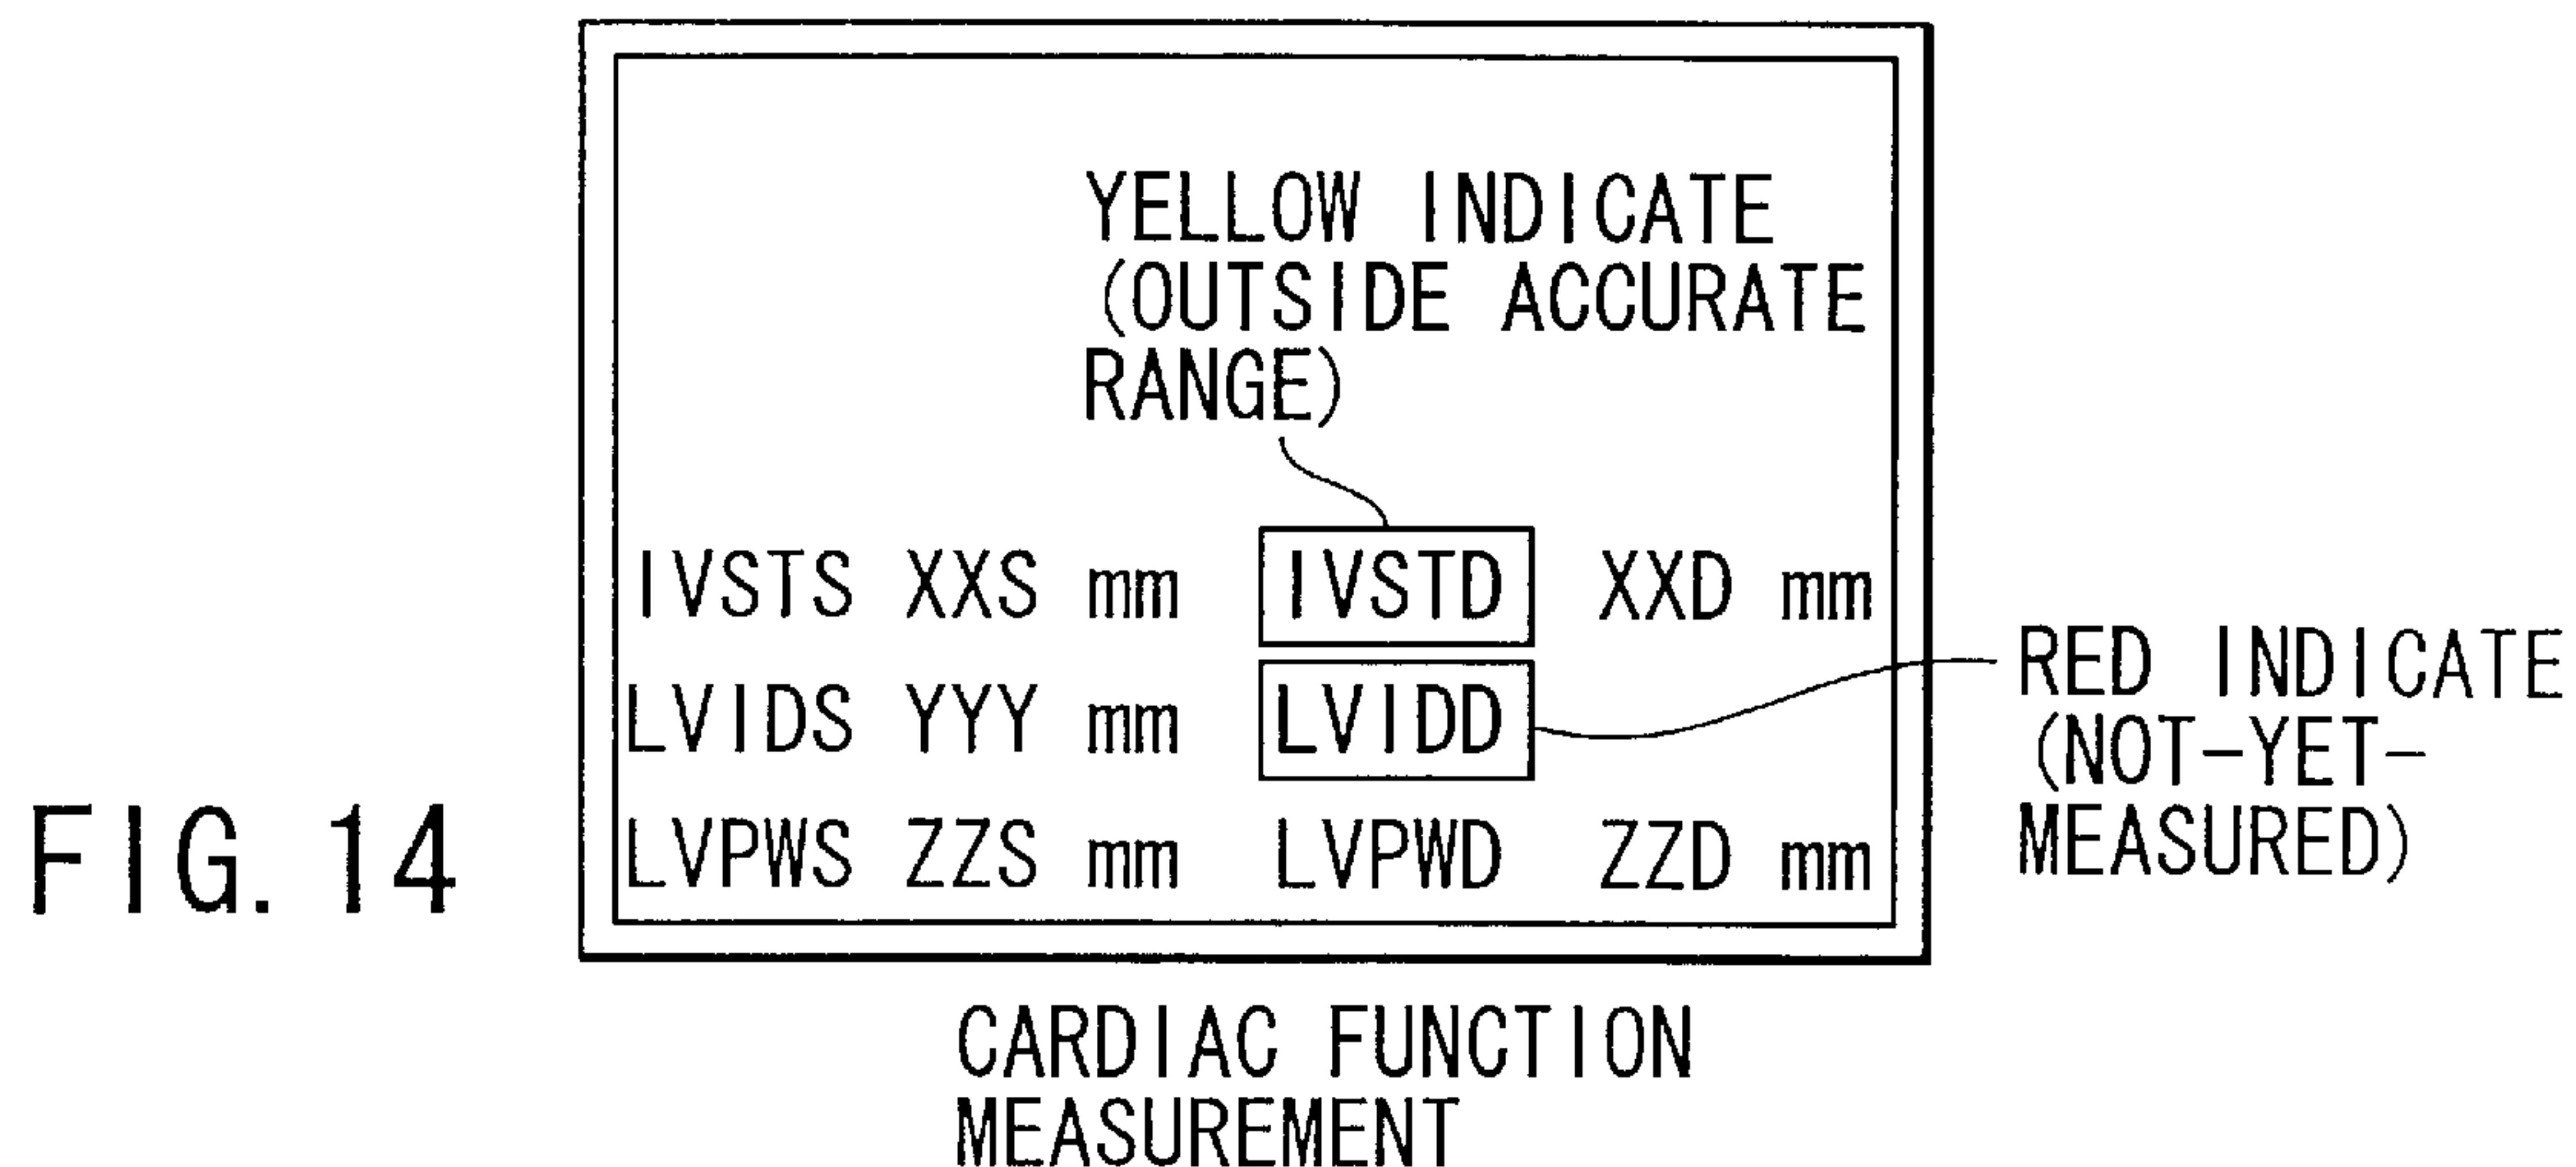 YELLOW INDICATE
(OUTSIDE ACCURATE
RANGE)
IVSTS XXS mm IVSTD XXD mm
LVIDS YYY mm LVIDD
LVPWS ZZS mm LVPWD ZZD mm
RED INDICATE
(NOT-YET-
MEASURED)
FIG. 14
CARDIAC FUNCTION
MEASUREMENT